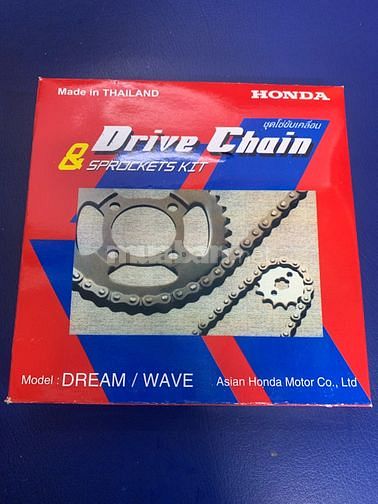 Made in THAILAND
HONDA
ชุดโซ่ขับเคลื่อน
Drive Chain
& SPROCKETS KIT
Model : DREAM / WAVE
Asian Honda Motor Co., Ltd